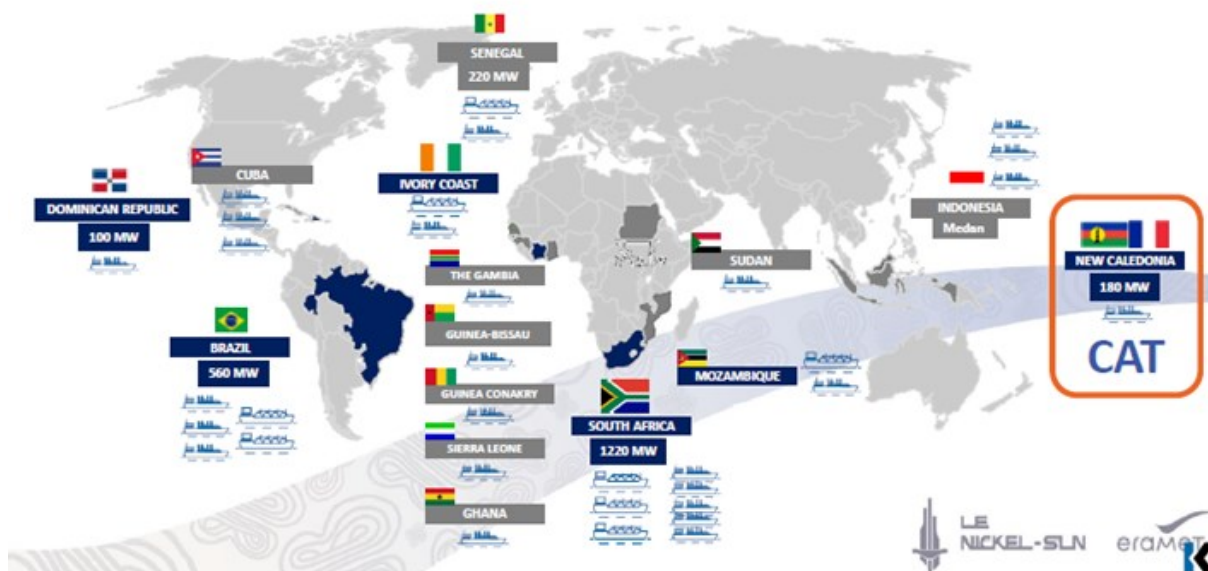 SENEGAL
220 MW
CUBA
IVORY COAST
DOMINICAN REPUBLIC
100 MW
INDONESIA
Medan
NEW CALEDONIA
180 MW
CAT
THE GAMBIA
SUDAN
GUINEA-BISSAU
BRAZIL
560 MW
MOZAMBIQUE
GUINEA CONAKRY
SOUTH AFRICA
1220 MW
SIERRA LEONE
GHANA
LE
NICKEL-SLN
eramet